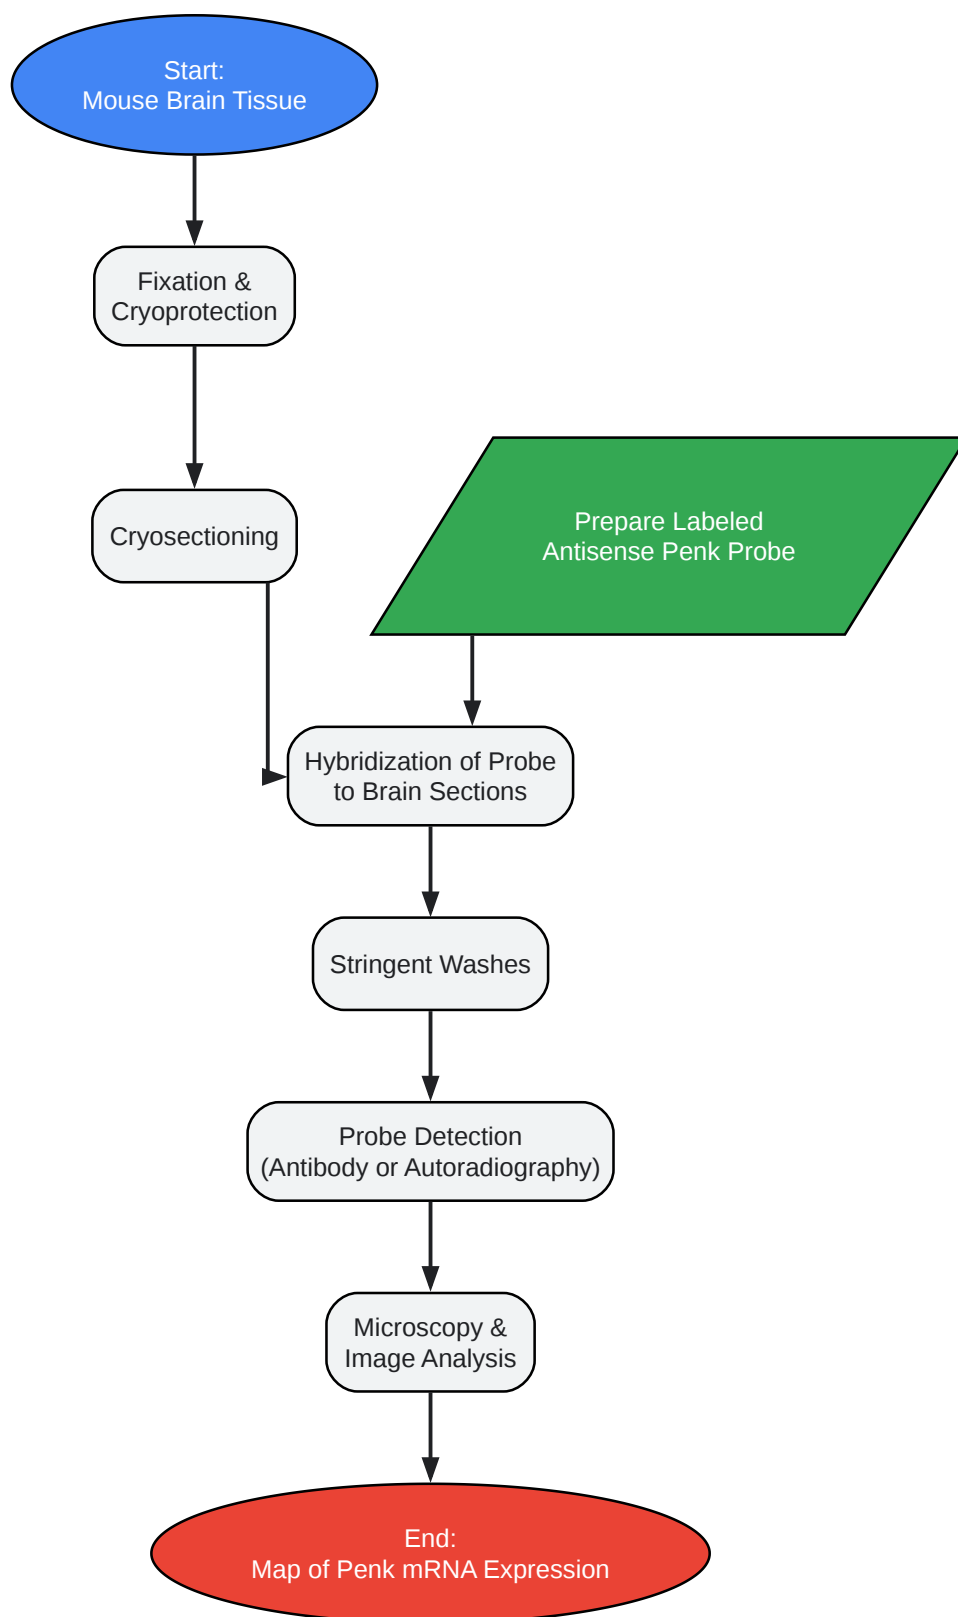 Start:
Mouse Brain Tissue
Fixation &
Cryoprotection
Cryosectioning
Prepare Labeled
Antisense Penk Probe
Hybridization of Probe
to Brain Sections
Stringent Washes
Probe Detection
(Antibody or Autoradiography)
Microscopy &
Image Analysis
End:
Map of Penk mRNA Expression